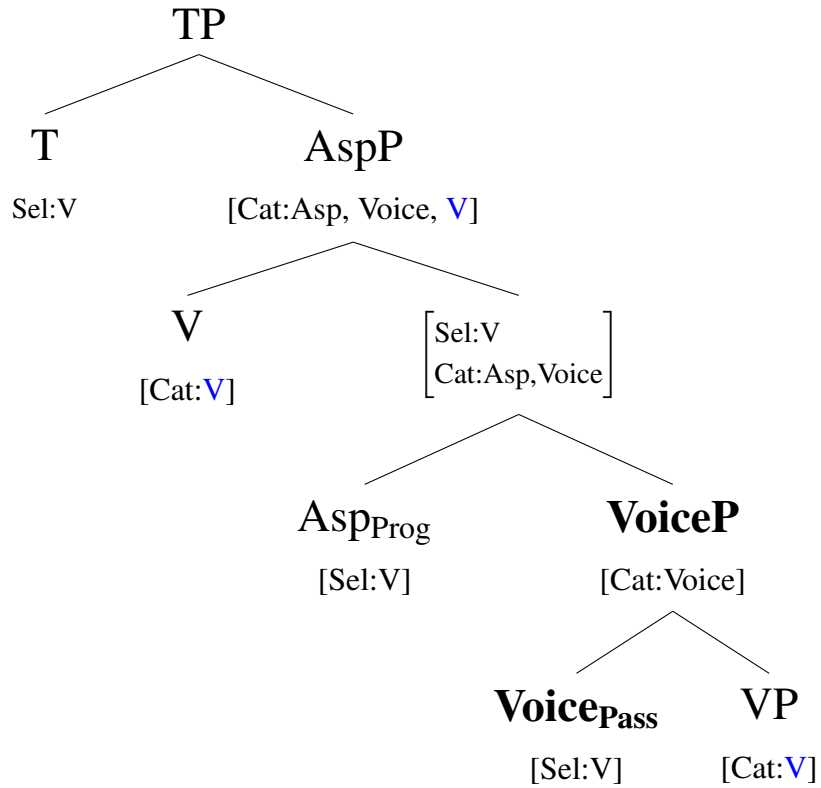 TP
T AspP
Sel:V [Cat:Asp, Voice, V]
V Sel:V
[Cat:V] Cat:Asp,Voice
AspProg VoiceP
[Sel:V] [Cat:Voice]
VoicePass VP
[Sel:V] [Cat:V]